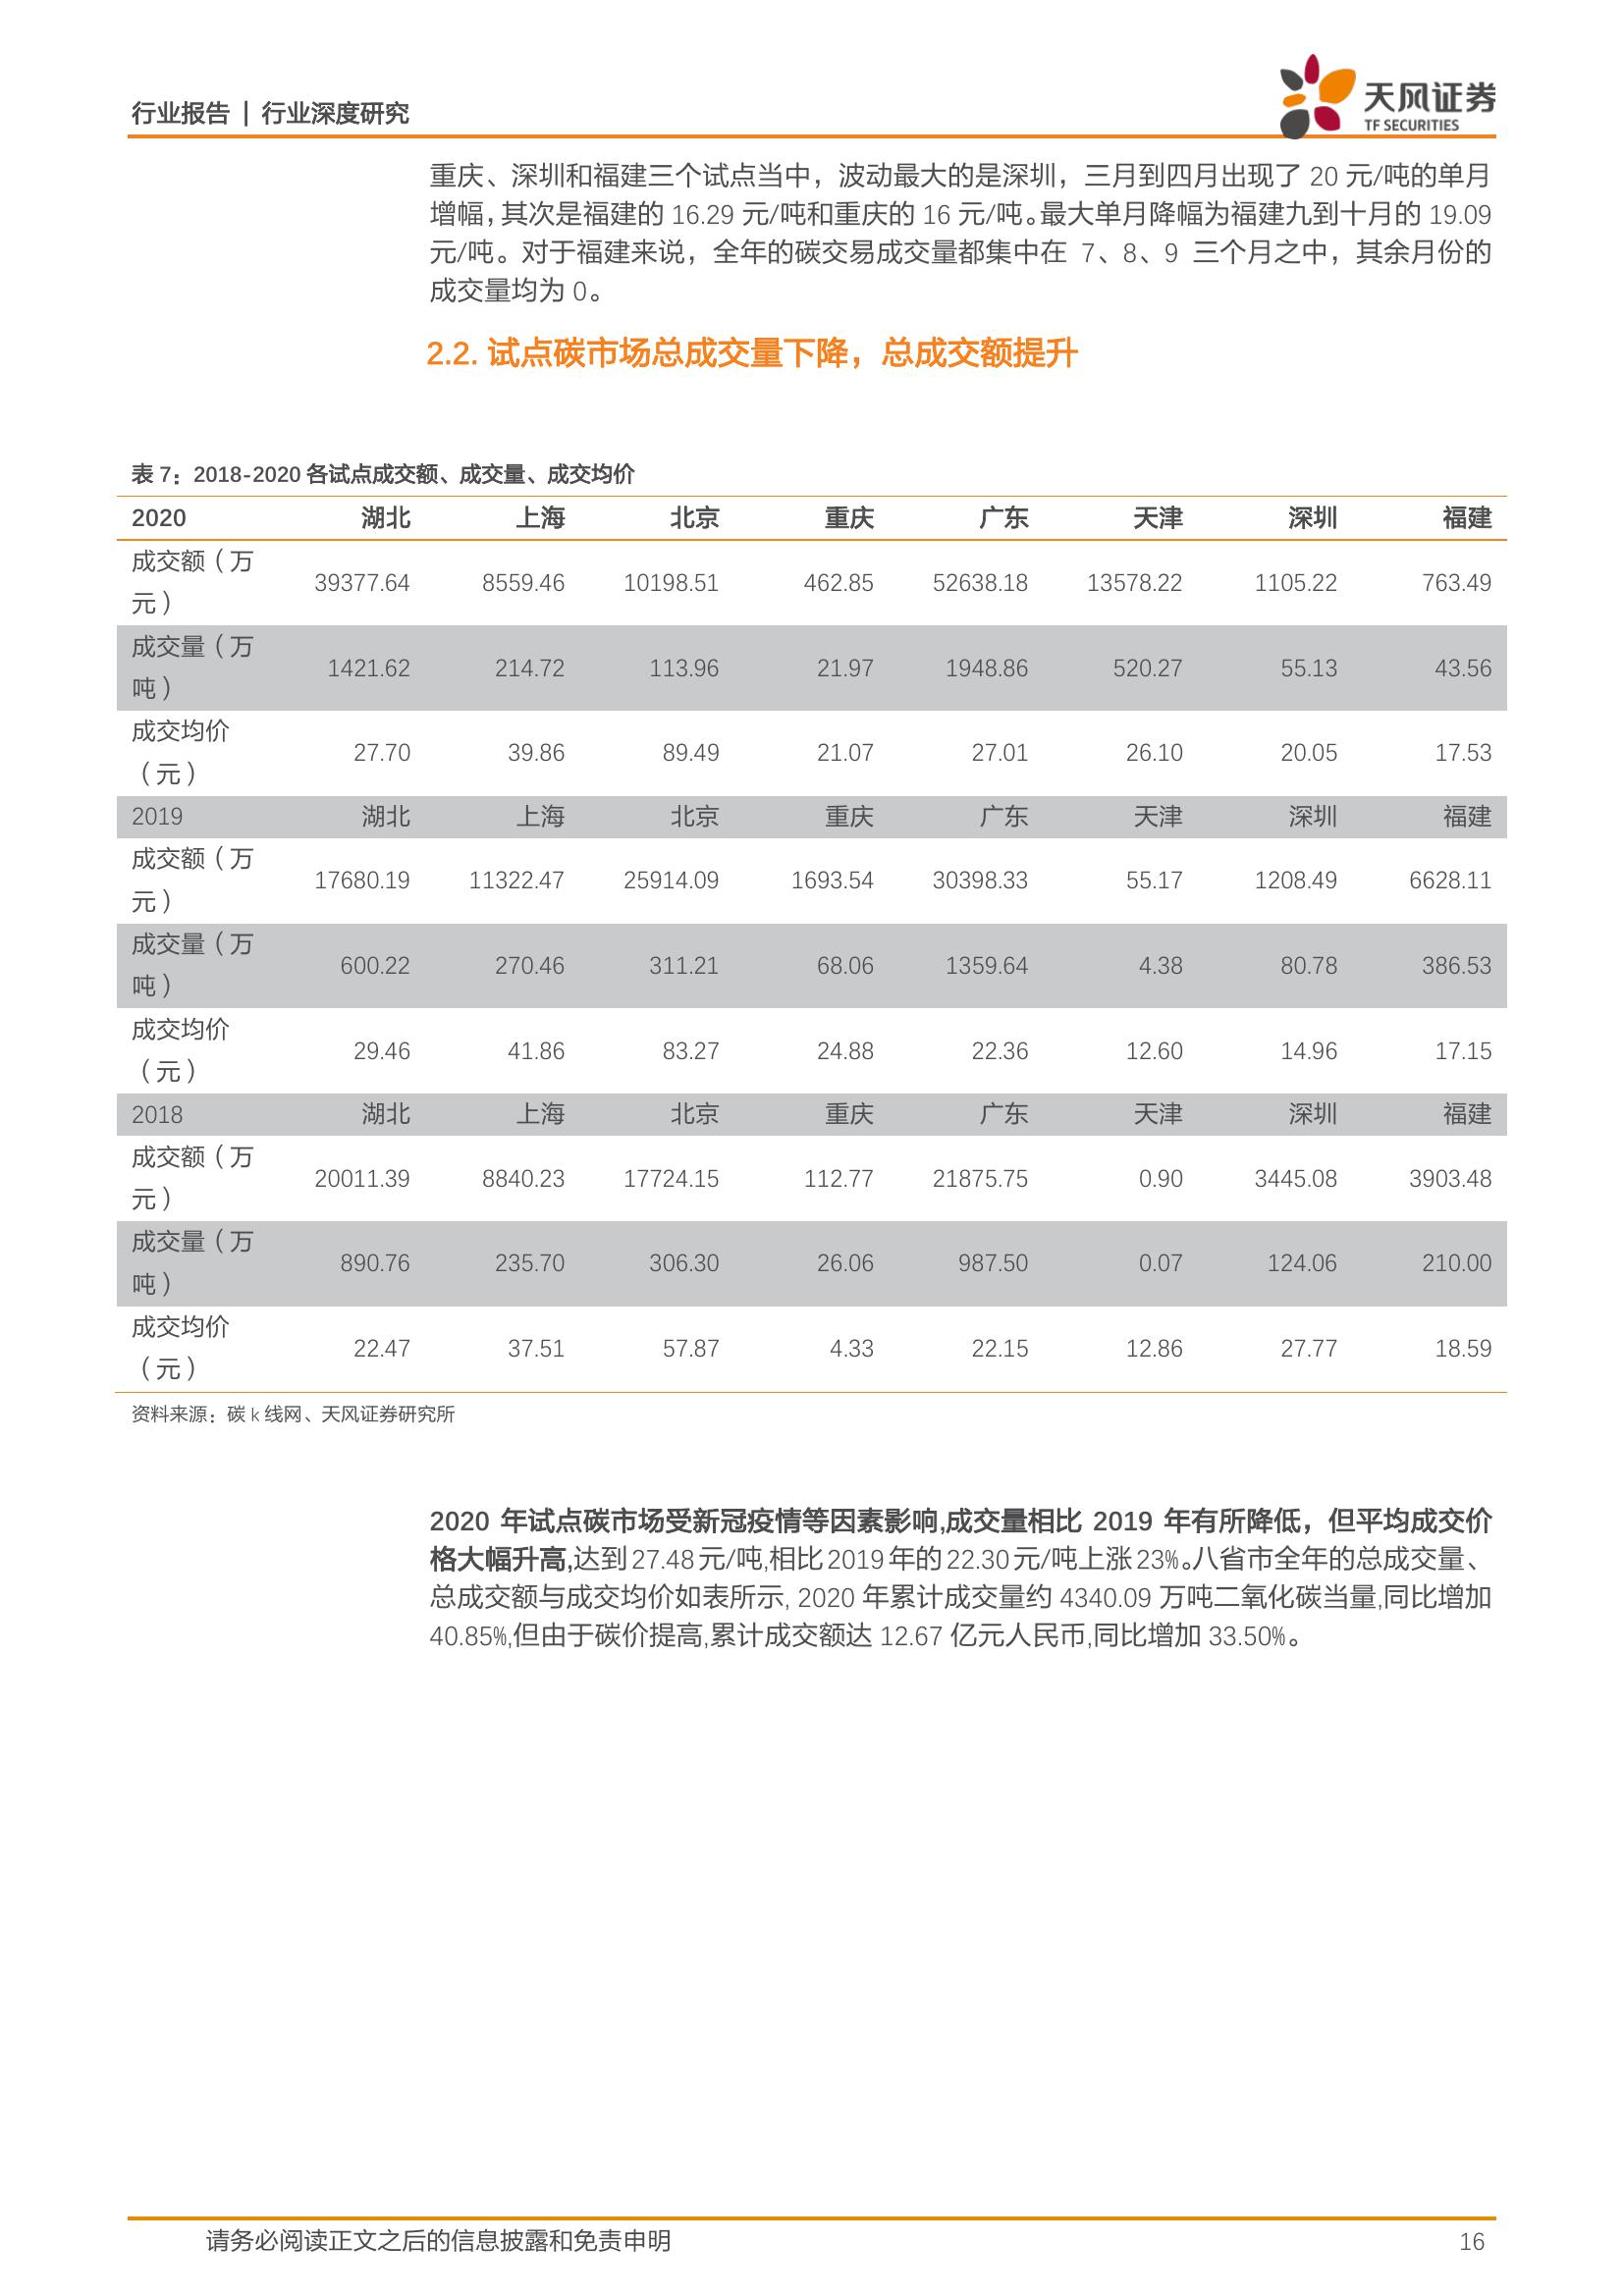 行业报告 | 行业深度研究
天风证券
TF SECURITIES
重庆、深圳和福建三个试点当中，波动最大的是深圳，三月到四月出现了 20 元/吨的单月
增幅，其次是福建的 16.29 元/吨和重庆的 16 元/吨。最大单月降幅为福建九到十月的 19.09
元/吨。对于福建来说，全年的碳交易成交量都集中在 7、8、9 三个月之中，其余月份的
成交量均为 0。
2.2. 试点碳市场总成交量下降，总成交额提升
表 7：2018-2020 各试点成交额、成交量、成交均价
2020 湖北 上海 北京 重庆 广东 天津 深圳 福建
成交额（万
元） 39377.64 8559.46 10198.51 462.85 52638.18 13578.22 1105.22 763.49
成交量（万
吨） 1421.62 214.72 113.96 21.97 1948.86 520.27 55.13 43.56
成交均价
（元） 27.70 39.86 89.49 21.07 27.01 26.10 20.05 17.53
2019 湖北 上海 北京 重庆 广东 天津 深圳 福建
成交额（万
元） 17680.19 11322.47 25914.09 1693.54 30398.33 55.17 1208.49 6628.11
成交量（万
吨） 600.22 270.46 311.21 68.06 1359.64 4.38 80.78 386.53
成交均价
（元） 29.46 41.86 83.27 24.88 22.36 12.60 14.96 17.15
2018 湖北 上海 北京 重庆 广东 天津 深圳 福建
成交额（万
元） 20011.39 8840.23 17724.15 112.77 21875.75 0.90 3445.08 3903.48
成交量（万
吨） 890.76 235.70 306.30 26.06 987.50 0.07 124.06 210.00
成交均价
（元） 22.47 37.51 57.87 4.33 22.15 12.86 27.77 18.59
资料来源：碳 k 线网、天风证券研究所
2020 年试点碳市场受新冠疫情等因素影响,成交量相比 2019 年有所降低，但平均成交价
格大幅升高,达到 27.48 元/吨,相比 2019 年的 22.30 元/吨上涨 23%。八省市全年的总成交量、
总成交额与成交均价如表所示, 2020 年累计成交量约 4340.09 万吨二氧化碳当量,同比增加
40.85%,但由于碳价提高,累计成交额达 12.67 亿元人民币,同比增加 33.50%。
请务必阅读正文之后的信息披露和免责申明 16